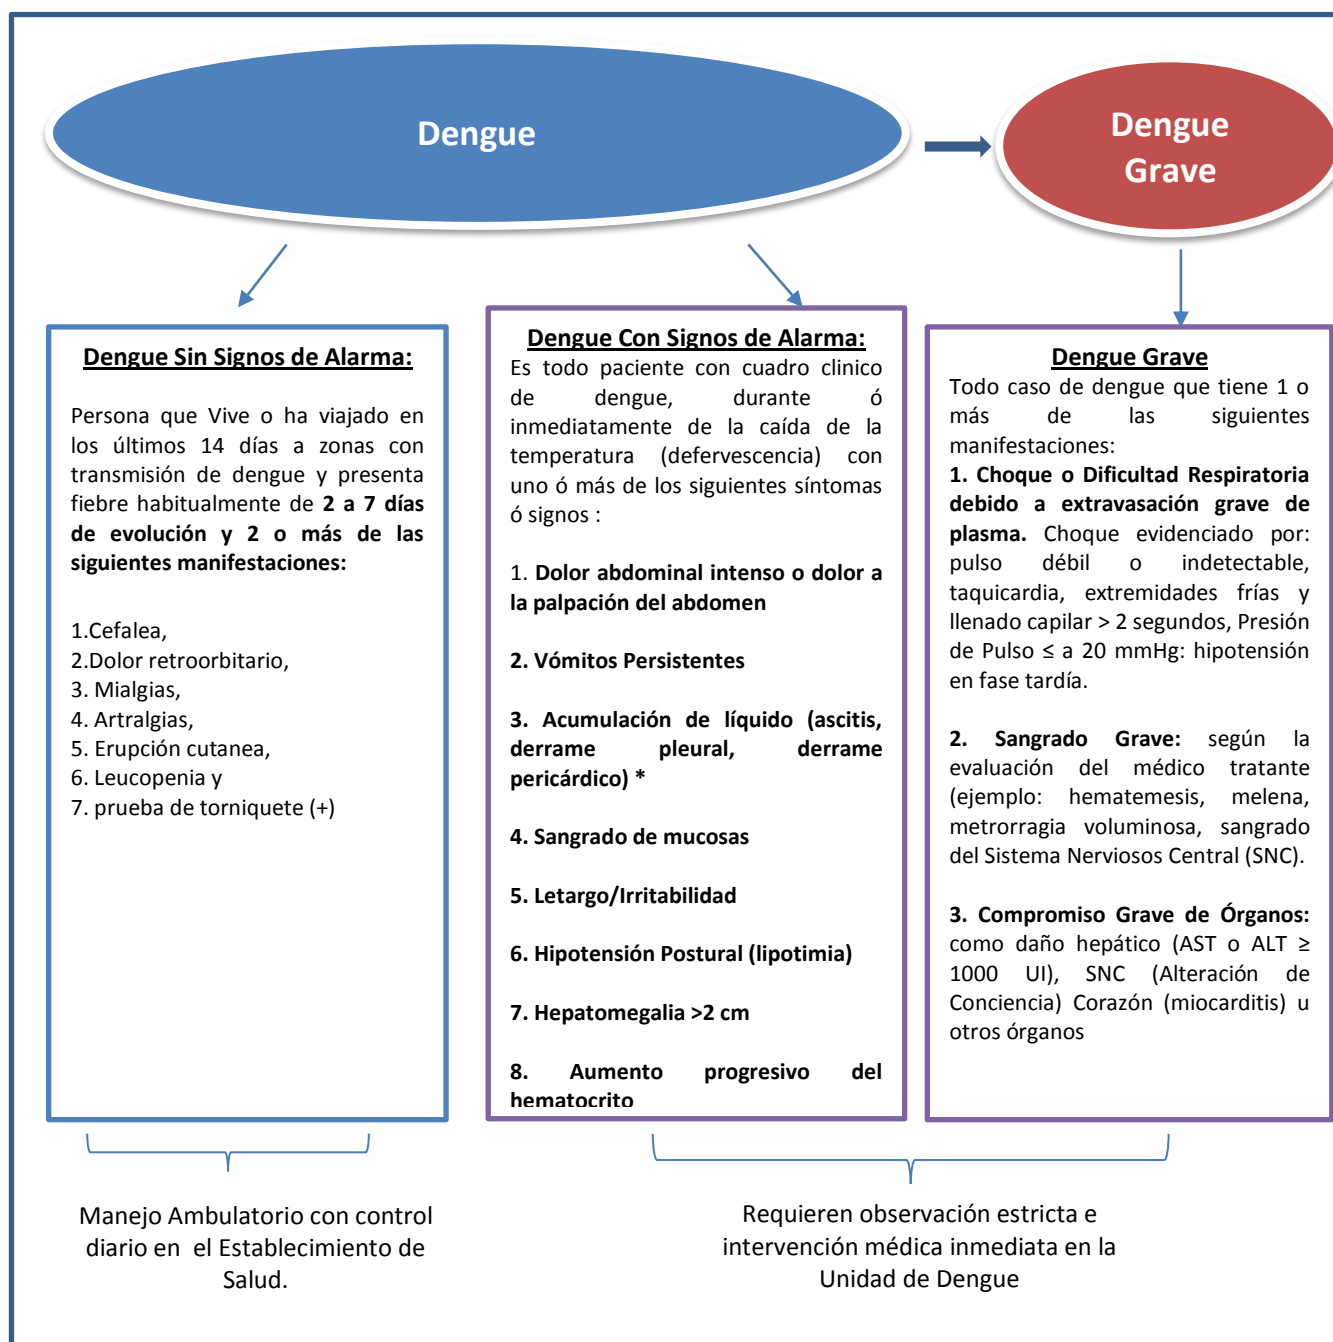 Dengue
Dengue
Grave
Dengue Sin Signos de Alarma:
Persona que Vive o ha viajado en
los últimos 14 días a zonas con
transmisión de dengue y presenta
fiebre habitualmente de 2 a 7 días
de evolución y 2 o más de las
siguientes manifestaciones:
1.Cefalea,
2.Dolor retroorbitario,
3. Mialgias,
4. Artralgias,
5. Erupción cutanea,
6. Leucopenia y
7. prueba de torniquete (+)
Dengue Con Signos de Alarma:
Es todo paciente con cuadro clinico
de dengue, durante ó
inmediatamente de la caída de la
temperatura (defervescencia) con
uno ó más de los siguientes síntomas
ó signos :
1. Dolor abdominal intenso o dolor a
la palpación del abdomen
2. Vómitos Persistentes
3. Acumulación de líquido (ascitis,
derrame pleural, derrame
pericárdico) *
4. Sangrado de mucosas
5. Letargo/Irritabilidad
6. Hipotensión Postural (lipotimia)
7. Hepatomegalia >2 cm
8. Aumento progresivo del
hematocrito
Dengue Grave
Todo caso de dengue que tiene 1 o
más de las siguientes
manifestaciones:
1. Choque o Dificultad Respiratoria
debido a extravasación grave de
plasma. Choque evidenciado por:
pulso débil o indetectable,
taquicardia, extremidades frías y
llenado capilar > 2 segundos, Presión
de Pulso ≤ a 20 mmHg: hipotensión
en fase tardía.
2. Sangrado Grave: según la
evaluación del médico tratante
(ejemplo: hematemesis, melena,
metrorragia voluminosa, sangrado
del Sistema Nerviosos Central (SNC).
3. Compromiso Grave de Órganos:
como daño hepático (AST o ALT ≥
1000 UI), SNC (Alteración de
Conciencia) Corazón (miocarditis) u
otros órganos
Manejo Ambulatorio con control
diario en el Establecimiento de
Salud.
Requieren observación estricta e
intervención médica inmediata en la
Unidad de Dengue